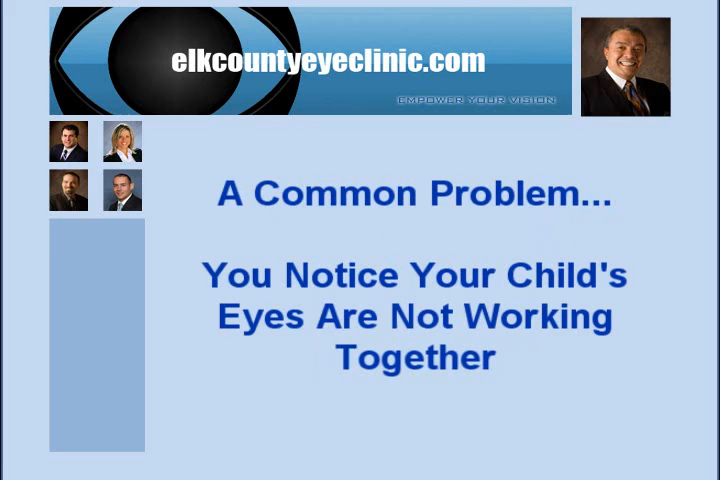 elkcountyeyeclinic.com
EMPOWER YOUR VISION
A Common Problem...
You Notice Your Child's
Eyes Are Not Working
Together